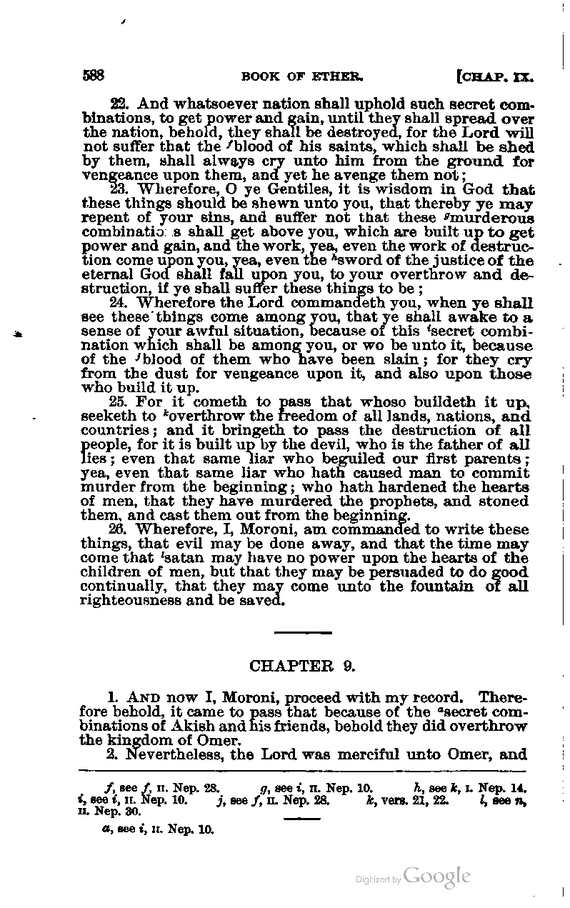 588 BOOK OF ETHER. [CHAP. IX.
22. And whatsoever nation shall uphold such secret com-
binations, to get power and gain, until they shall spread over
the nation, behold, they shall be destroyed, for the Lord will
not suffer that the ᶠblood of his saints, which shall be shed
by them, shall always cry unto him from the ground for
vengeance upon them, and yet he avenge them not;
23. Wherefore, O ye Gentiles, it is wisdom in God that
these things should be shewn unto you, that thereby ye may
repent of your sins, and suffer not that these ᵍmurderous
combinatio s shall get above you, which are built up to get
power and gain, and the work, yea, even the work of destruc-
tion come upon you, yea, even the ʰsword of the justice of the
eternal God shall fall upon you, to your overthrow and de-
struction, if ye shall suffer these things to be;
24. Wherefore the Lord commandeth you, when ye shall
see these things come among you, that ye shall awake to a
sense of your awful situation, because of this ⁱsecret combi-
nation which shall be among you, or wo be unto it, because
of the ʲblood of them who have been slain; for they cry
from the dust for vengeance upon it, and also upon those
who build it up.
25. For it cometh to pass that whoso buildeth it up,
seeketh to ᵏoverthrow the freedom of all lands, nations, and
countries; and it bringeth to pass the destruction of all
people, for it is built up by the devil, who is the father of all
lies; even that same liar who beguiled our first parents;
yea, even that same liar who hath caused man to commit
murder from the beginning; who hath hardened the hearts
of men, that they have murdered the prophets, and stoned
them, and cast them out from the beginning.
26. Wherefore, I, Moroni, am commanded to write these
things, that evil may be done away, and that the time may
come that ˡsatan may have no power upon the hearts of the
children of men, but that they may be persuaded to do good
continually, that they may come unto the fountain of all
righteousness and be saved.
CHAPTER 9.
1. AND now I, Moroni, proceed with my record. There-
fore behold, it came to pass that because of the ᵃsecret com-
binations of Akish and his friends, behold they did overthrow
the kingdom of Omer.
2. Nevertheless, the Lord was merciful unto Omer, and
f, see f, II. Nep. 28. g, see i, II. Nep. 10. h, see k, I. Nep. 14.
i, see i, II. Nep. 10. j, see f, II. Nep. 28. k, vers. 21, 22. l, see n,
II. Nep. 30.
a, see i, II. Nep. 10.
Digitized by Google